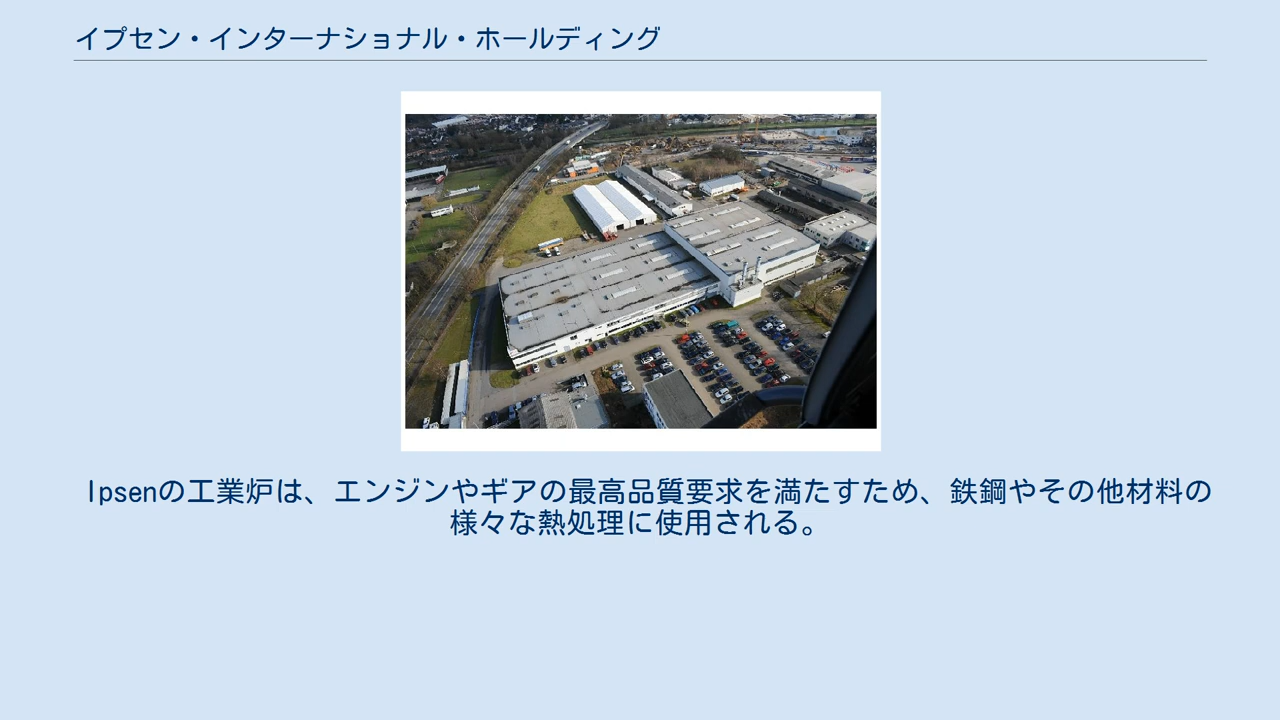 イプセン・インターナショナル・ホールディング
Ipsenの工業炉は、エンジンやギアの最高品質要求を満たすため、鉄鋼やその他材料の
様々な熱処理に使用される。